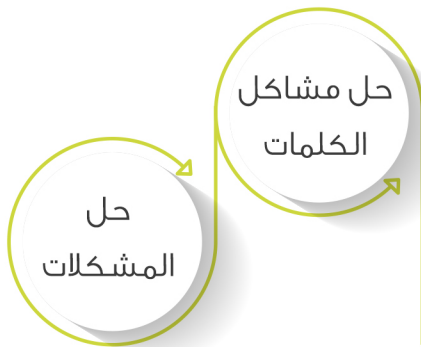 حل مشاكل
الكلمات
حل
المشكلات